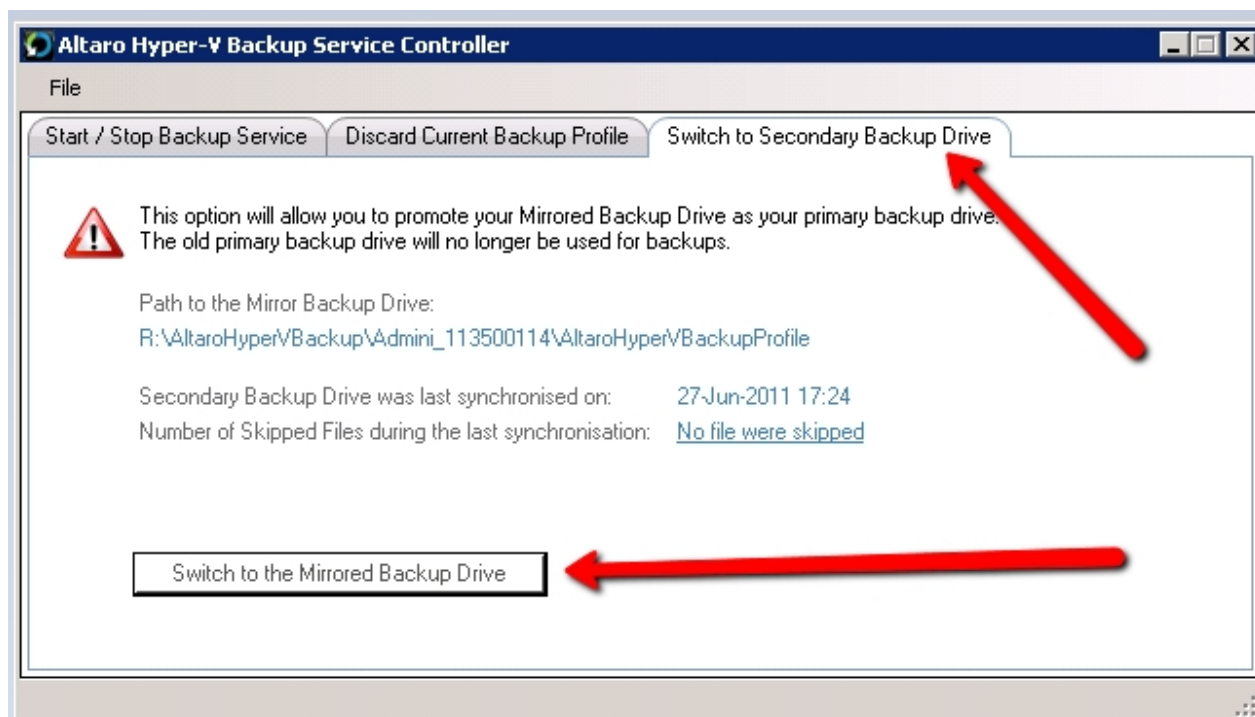 Altaro Hyper-V Backup Service Controller
File
Start / Stop Backup Service
Discard Current Backup Profile
Switch to Secondary Backup Drive
This option will allow you to promote your Mirrored Backup Drive as your primary backup drive.
The old primary backup drive will no longer be used for backups.
Path to the Mirror Backup Drive:
R:\AltaroHyperVBackup\Admini_113500114\AltaroHyperVBackupProfile
Secondary Backup Drive was last synchronised on: 27-Jun-2011 17:24
Number of Skipped Files during the last synchronisation: No file were skipped
Switch to the Mirrored Backup Drive